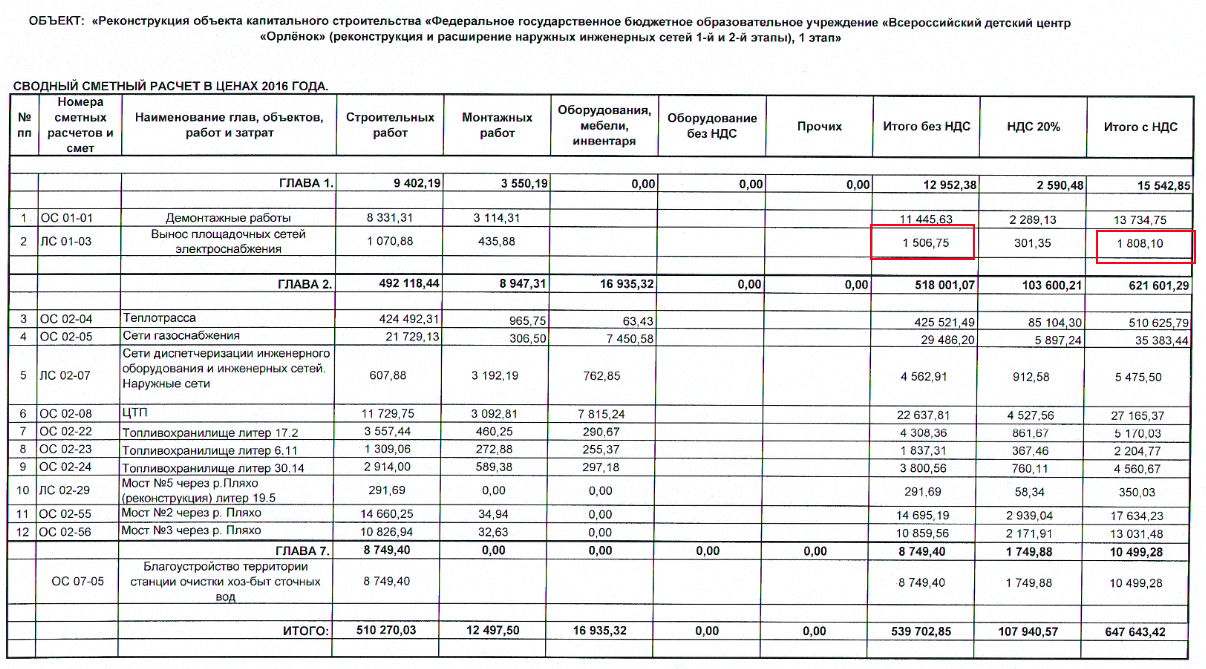 ОБЪЕКТ: «Реконструкция объекта капитального строительства «Федеральное государственное бюджетное образовательное учреждение «Всероссийский детский центр
«Орлёнок» (реконструкция и расширение наружных инженерных сетей 1-й и 2-й этапы), 1 этап»
СВОДНЫЙ СМЕТНЫЙ РАСЧЕТ В ЦЕНАХ 2016 ГОДА.
№ пп Номера сметных расчетов и смет Наименование глав, объектов, работ и затрат Строительных работ Монтажных работ Оборудования, мебели, инвентаря Оборудование без НДС Прочих Итого без НДС НДС 20% Итого с НДС
ГЛАВА 1. 9 402,19 3 550,19 0,00 0,00 0,00 12 952,38 2 590,48 15 542,85
1 ОС 01-01 Демонтажные работы 8 331,31 3 114,31 11 445,63 2 289,13 13 734,75
2 ЛС 01-03 Вынос площадочных сетей электроснабжения 1 070,88 435,88 1 506,75 301,35 1 808,10
ГЛАВА 2. 492 118,44 8 947,31 16 935,32 0,00 0,00 518 001,07 103 600,21 621 601,29
3 ОС 02-04 Теплотрасса 424 492,31 965,75 63,43 425 521,49 85 104,30 510 625,79
4 ОС 02-05 Сети газоснабжения 21 729,13 306,50 7 450,58 29 486,20 5 897,24 35 383,44
5 ЛС 02-07 Сети диспетчеризации инженерного оборудования и инженерных сетей. Наружные сети 607,88 3 192,19 762,85 4 562,91 912,58 5 475,50
6 ОС 02-08 ЦТП 11 729,75 3 092,81 7 815,24 22 637,81 4 527,56 27 165,37
7 ОС 02-22 Топливохранилище литер 17.2 3 557,44 460,25 290,67 4 308,36 861,67 5 170,03
8 ОС 02-23 Топливохранилище литер 6.11 1 309,06 272,88 255,37 1 837,31 367,46 2 204,77
9 ОС 02-24 Топливохранилище литер 30.14 2 914,00 589,38 297,18 3 800,56 760,11 4 560,67
10 ЛС 02-29 Мост №5 через р.Пляхо (реконструкция) литер 19.5 291,69 0,00 0,00 291,69 58,34 350,03
11 ОС 02-55 Мост №2 через р. Пляхо 14 660,25 34,94 0,00 14 695,19 2 939,04 17 634,23
12 ОС 02-56 Мост №3 через р. Пляхо 10 826,94 32,63 0,00 10 859,56 2 171,91 13 031,48
ГЛАВА 7. 8 749,40 0,00 0,00 0,00 0,00 8 749,40 1 749,88 10 499,28
ОС 07-05 Благоустройство территории станции очистки хоз-быт сточных вод 8 749,40 8 749,40 1 749,88 10 499,28
ИТОГО: 510 270,03 12 497,50 16 935,32 0,00 0,00 539 702,85 107 940,57 647 643,42